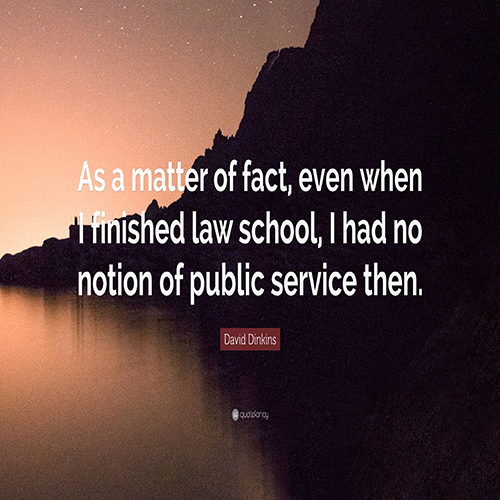 As a matter of fact, even when
I finished law school, I had no
notion of public service then.
David Dinkins
quotefancy